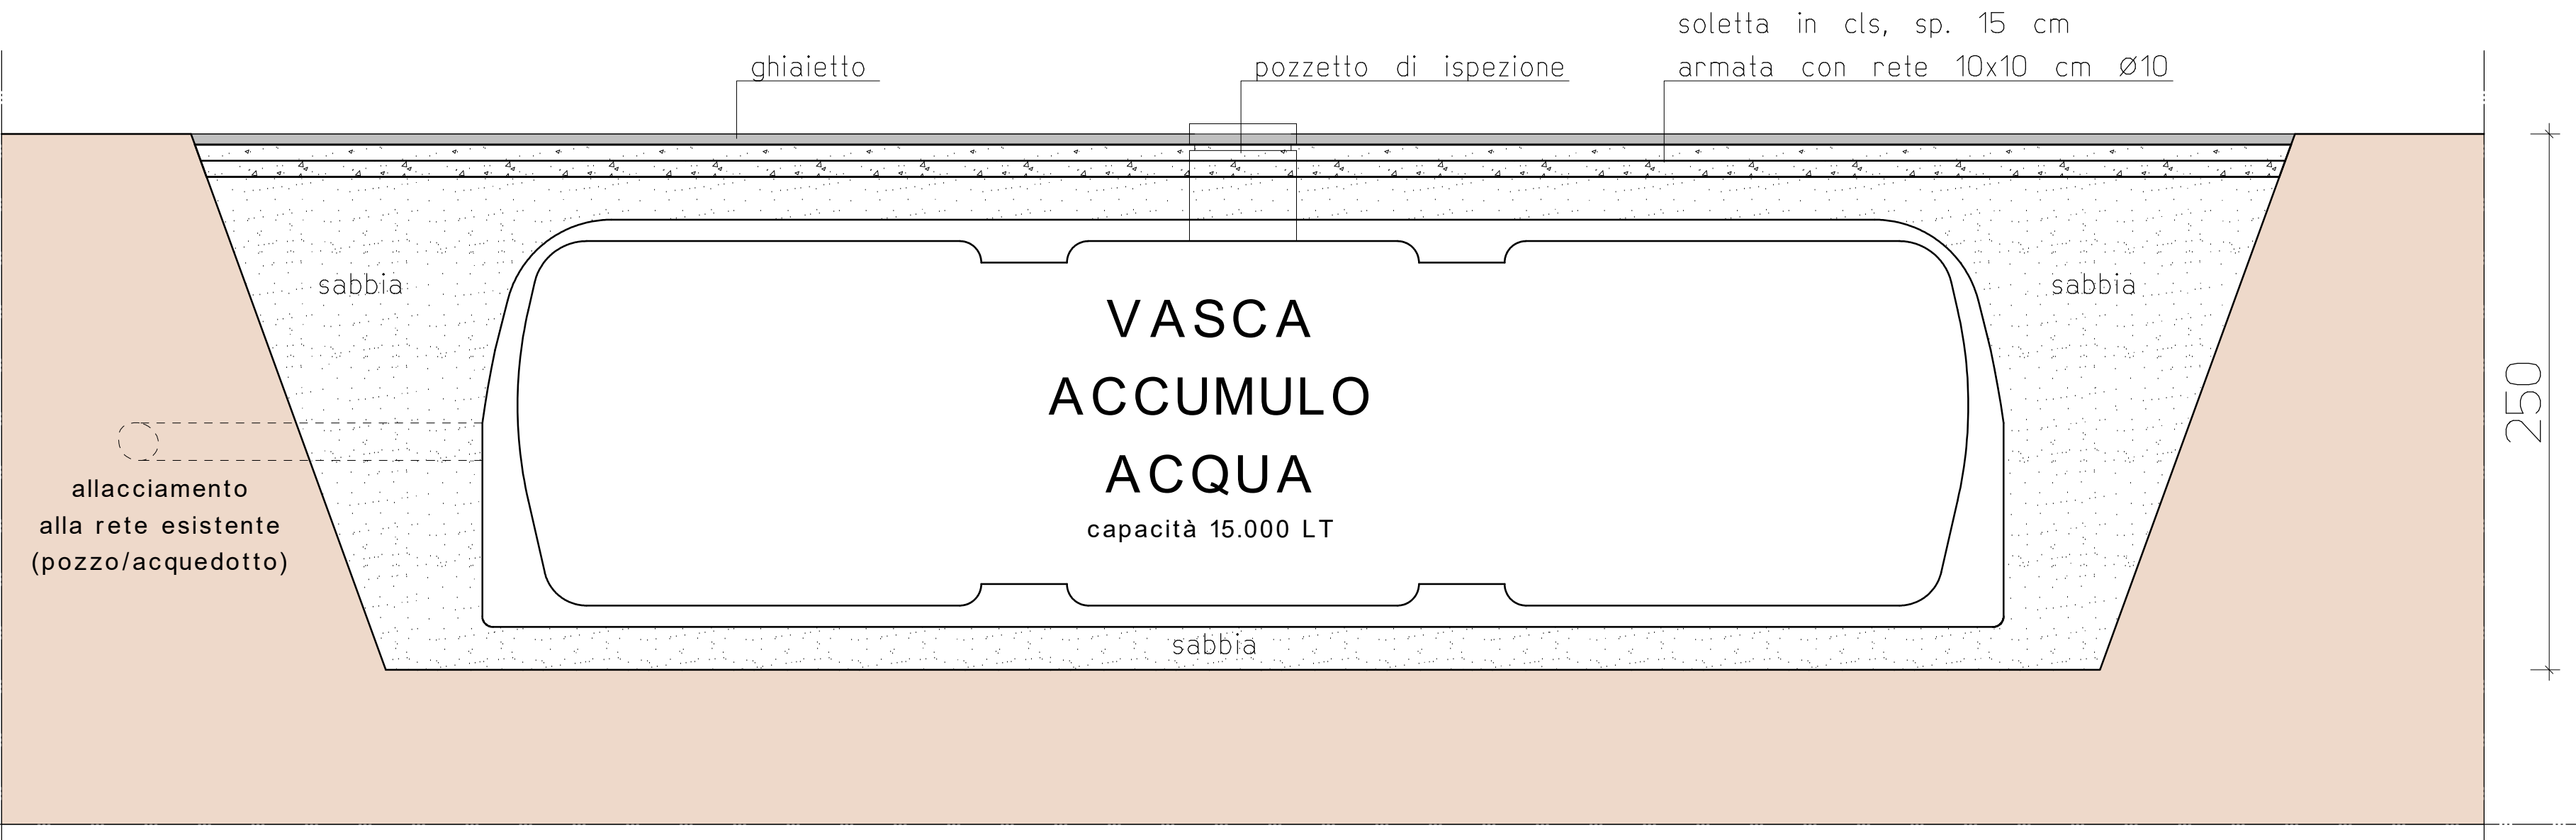 soletta in cls, sp. 15 cm
ghiaietto
pozzetto di ispezione
armata con rete 10x10 cm Ø10
sabbia
sabbia
VASCA
ACCUMULO
ACQUA
capacità 15.000 LT
250
allacciamento
alla rete esistente
(pozzo/acquedotto)
sabbia